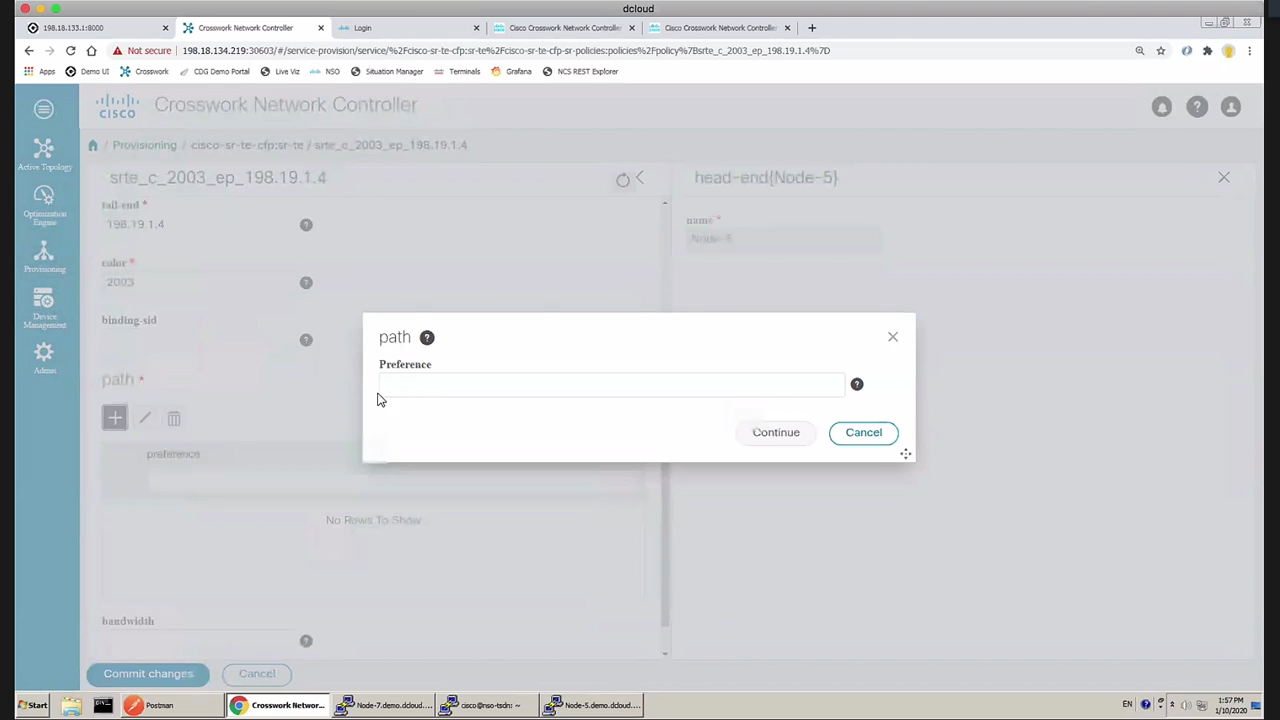 dcloud
198.18.133.1:8000
Crosswork Network Controller
Login
Cisco Crosswork Network Controller
Cisco Crosswork Network Controller
Not secure
198.18.134.219:30603/#/service-provision/service/%2Fcisco-sr-te-cfp:sr-te%2Fcisco-sr-te-cfp-sr-policies:policies%2Fpolicy%7Bsrte_c_2003_ep_198.19.1.4%7D
Apps
Demo UI
Crosswork
CDG Demo Portal
Live Viz
NSO
Situation Manager
Terminals
Grafana
NCS REST Explorer
CISCO
Crosswork Network Controller
Active Topology
Optimization
Engine
Provisioning
Device
Management
Admin
Provisioning / cisco-sr-te-cfp:sr-te / srte_c_2003_ep_198.19.1.4
srte_c_2003_ep_198.19.1.4
tail-end *
198.19.1.4
color *
2003
binding-sid
path *
preference
No Rows To Show
bandwidth
Commit changes
Cancel
head-end{Node-5}
name *
Node-5
path
Preference
Continue
Cancel
Start
Postman
Crosswork Networ...
Node-7.demo.dcloud....
cisco@nso-tsdn: ~
Node-5.demo.dcloud....
EN
1:57 PM
1/10/2020